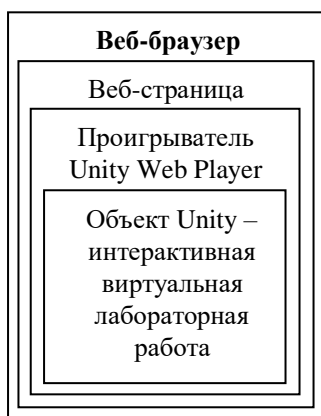 Веб-браузер
Веб-страница
Проигрыватель
Unity Web Player
Объект Unity –
интерактивная
виртуальная
лабораторная
работа